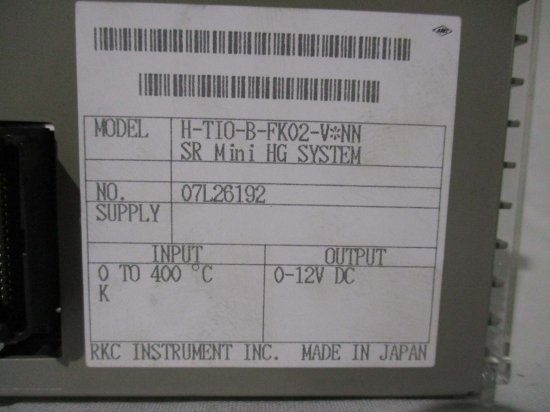 MODEL H-TIO-B-FK02-V*NN
SR Mini HG SYSTEM
NO. 07L26192
SUPPLY
INPUT OUTPUT
0 TO 400 °C 0-12V DC
K
RKC INSTRUMENT INC. MADE IN JAPAN